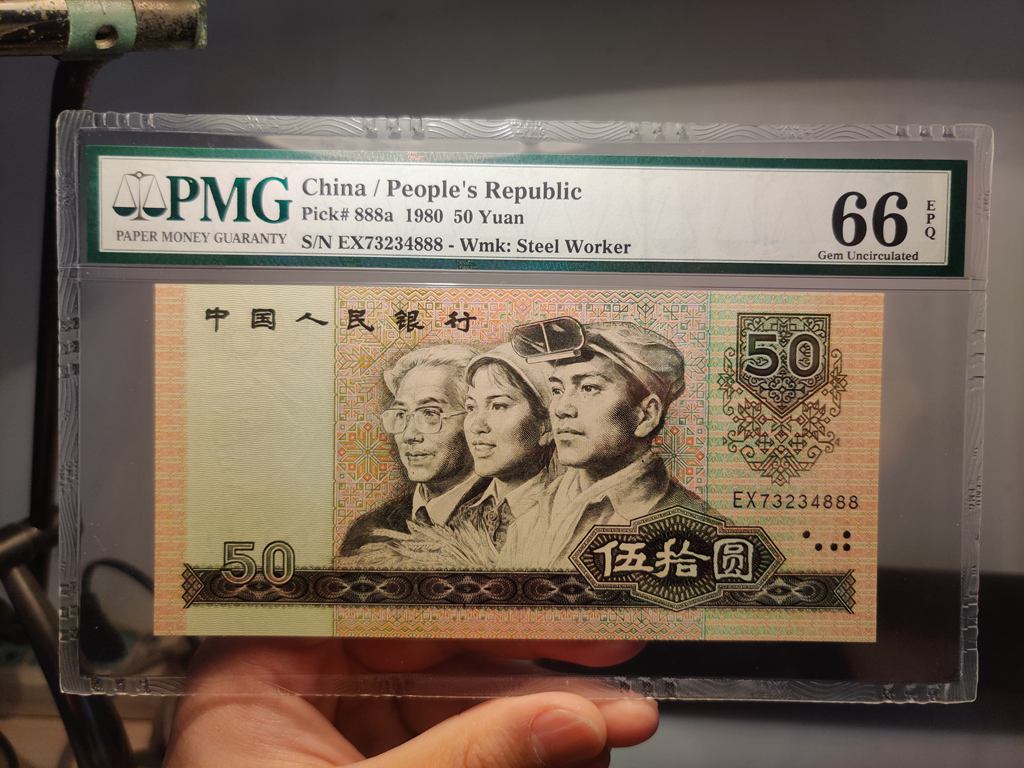 PMG
PAPER MONEY GUARANTY
China / People's Republic
Pick# 888a 1980 50 Yuan
S/N EX73234888 - Wmk: Steel Worker
66
EPQ
Gem Uncirculated
中国人民银行
50
EX73234888
50
伍拾圆